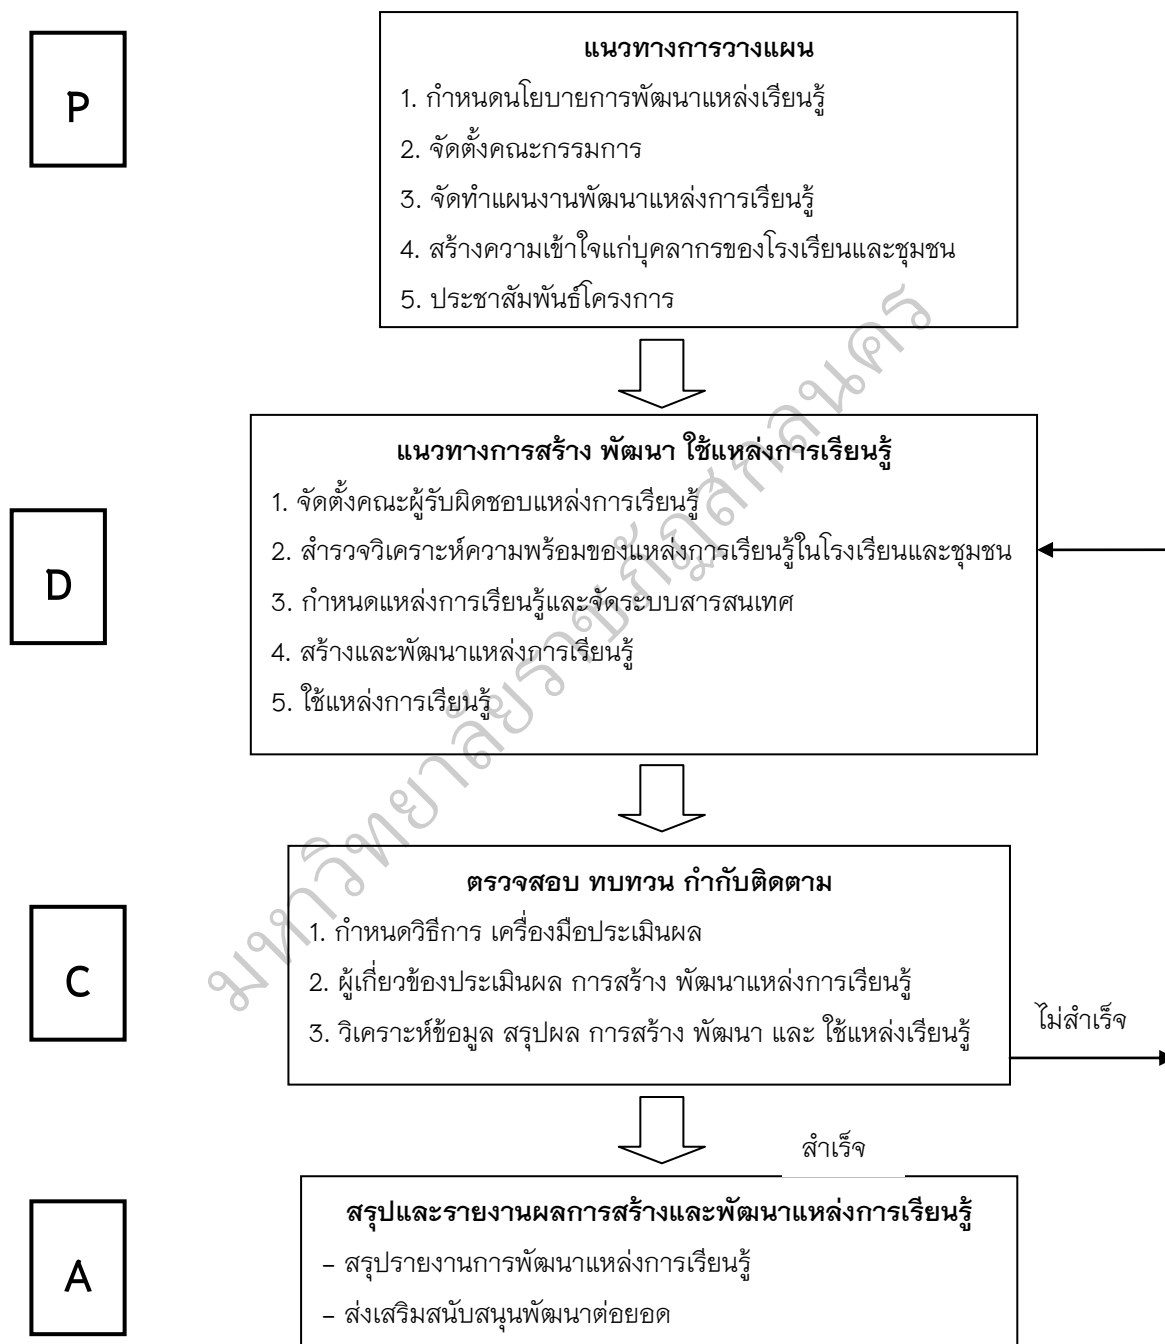 P
แนวทางการวางแผน
1. กำหนดนโยบายการพัฒนาแหล่งเรียนรู้
2. จัดตั้งคณะกรรมการ
3. จัดทำแผนงานพัฒนาแหล่งการเรียนรู้
4. สร้างความเข้าใจแก่บุคลากรของโรงเรียนและชุมชน
5. ประชาสัมพันธ์โครงการ
D
แนวทางการสร้าง พัฒนา ใช้แหล่งการเรียนรู้
1. จัดตั้งคณะผู้รับผิดชอบแหล่งการเรียนรู้
2. สำรวจวิเคราะห์ความพร้อมของแหล่งการเรียนรู้ในโรงเรียนและชุมชน
3. กำหนดแหล่งการเรียนรู้และจัดระบบสารสนเทศ
4. สร้างและพัฒนาแหล่งการเรียนรู้
5. ใช้แหล่งการเรียนรู้
C
ตรวจสอบ ทบทวน กำกับติดตาม
1. กำหนดวิธีการ เครื่องมือประเมินผล
2. ผู้เกี่ยวข้องประเมินผล การสร้าง พัฒนาแหล่งการเรียนรู้
3. วิเคราะห์ข้อมูล สรุปผล การสร้าง พัฒนา และ ใช้แหล่งเรียนรู้
ไม่สำเร็จ
สำเร็จ
A
สรุปและรายงานผลการสร้างและพัฒนาแหล่งการเรียนรู้
– สรุปรายงานการพัฒนาแหล่งการเรียนรู้
– ส่งเสริมสนับสนุนพัฒนาต่อยอด
มหาวิทยาลัยราชภัฏสกลนคร